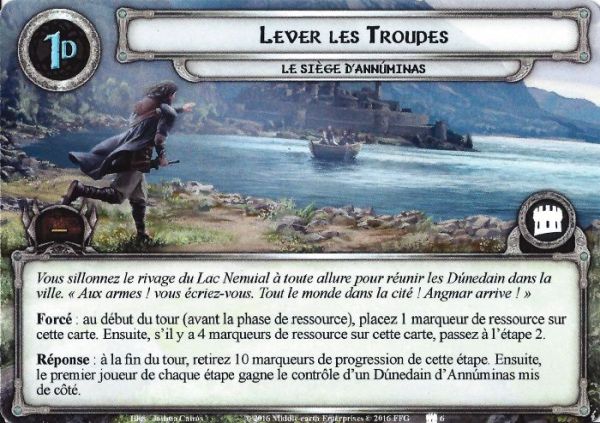 1D
LEVER LES TROUPES
LE SIÈGE D'ANNÚMINAS
–
Vous sillonnez le rivage du Lac Nenuial à toute allure pour réunir les Dúnedain dans la
ville. « Aux armes ! vous écriez-vous. Tout le monde dans la cité ! Angmar arrive ! »
Forcé : au début du tour (avant la phase de ressource), placez 1 marqueur de ressource sur
cette carte. Ensuite, s'il y a 4 marqueurs de ressource sur cette carte, passez à l'étape 2.
Réponse : à la fin du tour, retirez 10 marqueurs de progression de cette étape. Ensuite,
le premier joueur de chaque étape gagne le contrôle d'un Dúnedain d'Annúminas mis
de côté.
Illus. Joshua Cairós ©2016 Middle-earth Enterprises © 2016 FFG 6